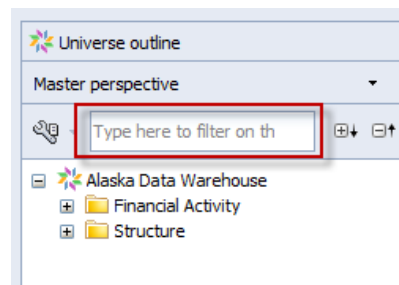 Universe outline
Master perspective
Type here to filter on th
Alaska Data Warehouse
Financial Activity
Structure